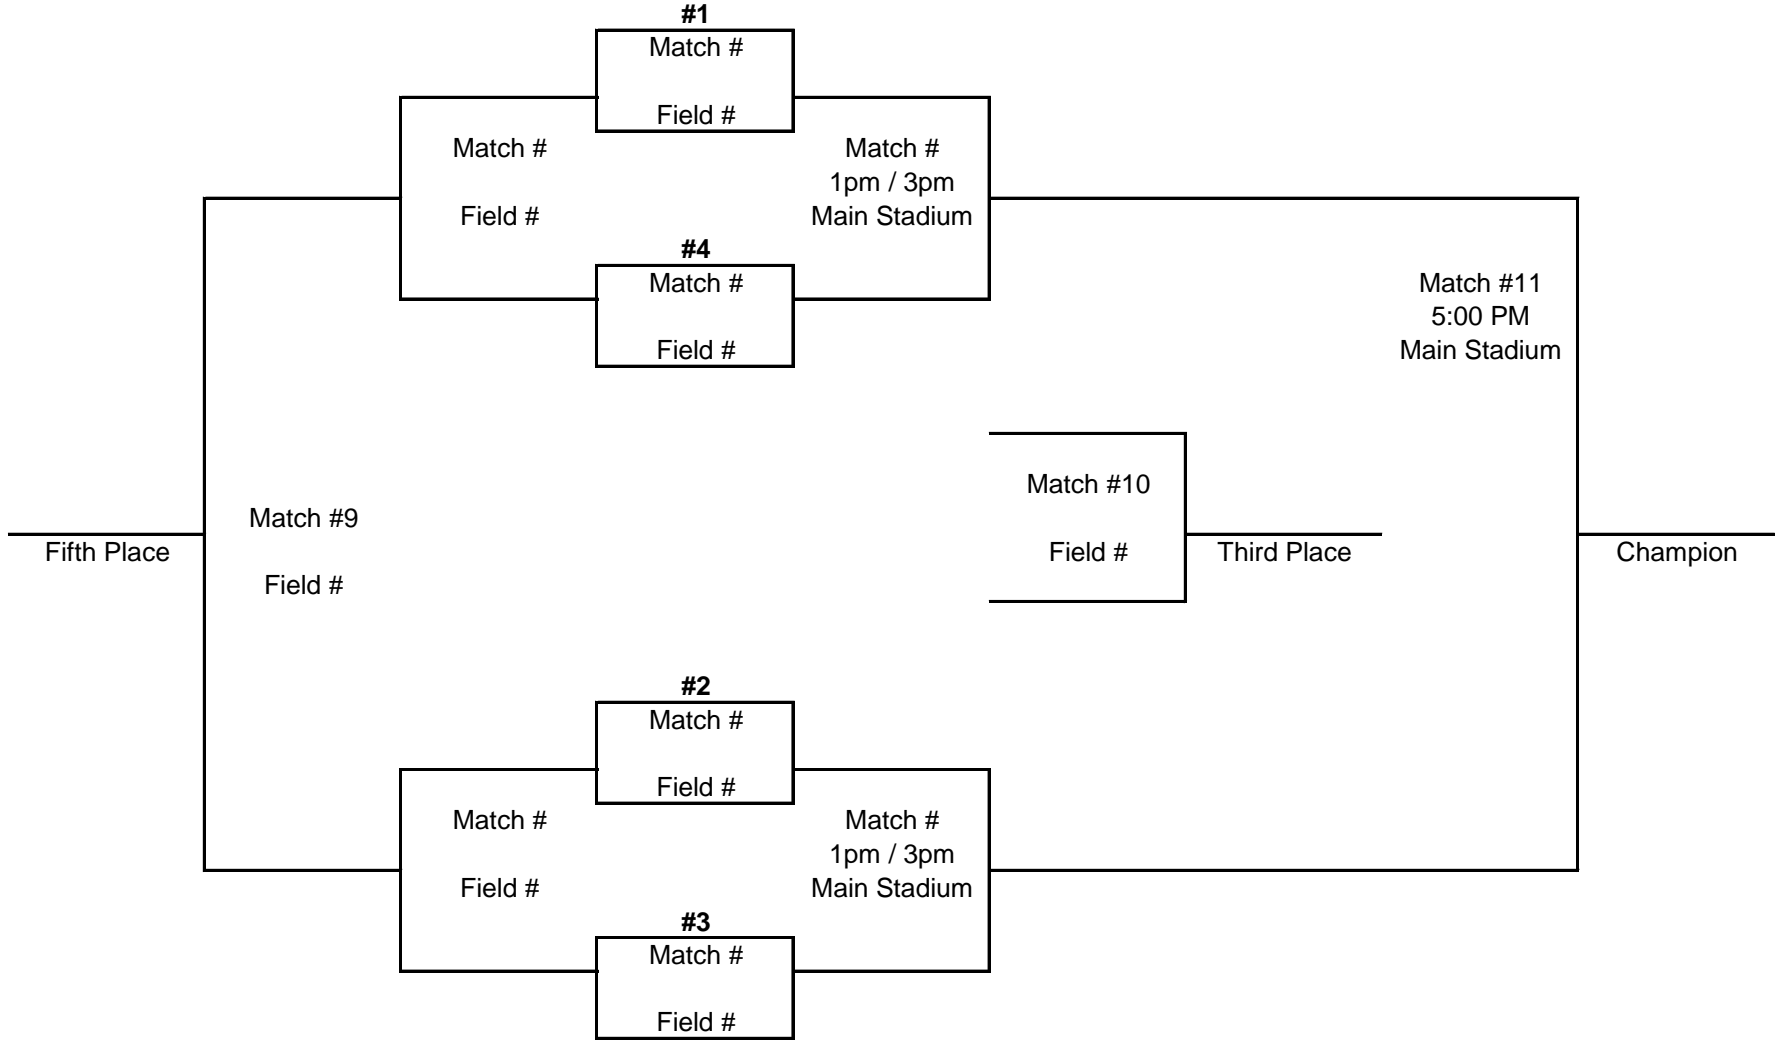 #1
Match #
Field #
Match #
Field #
Match #
1pm / 3pm
Main Stadium
#4
Match #
Field #
Match #11
5:00 PM
Main Stadium
Match #10
Field #
Third Place
Match #9
Field #
Fifth Place
Champion
#2
Match #
Field #
Match #
Field #
Match #
1pm / 3pm
Main Stadium
#3
Match #
Field #